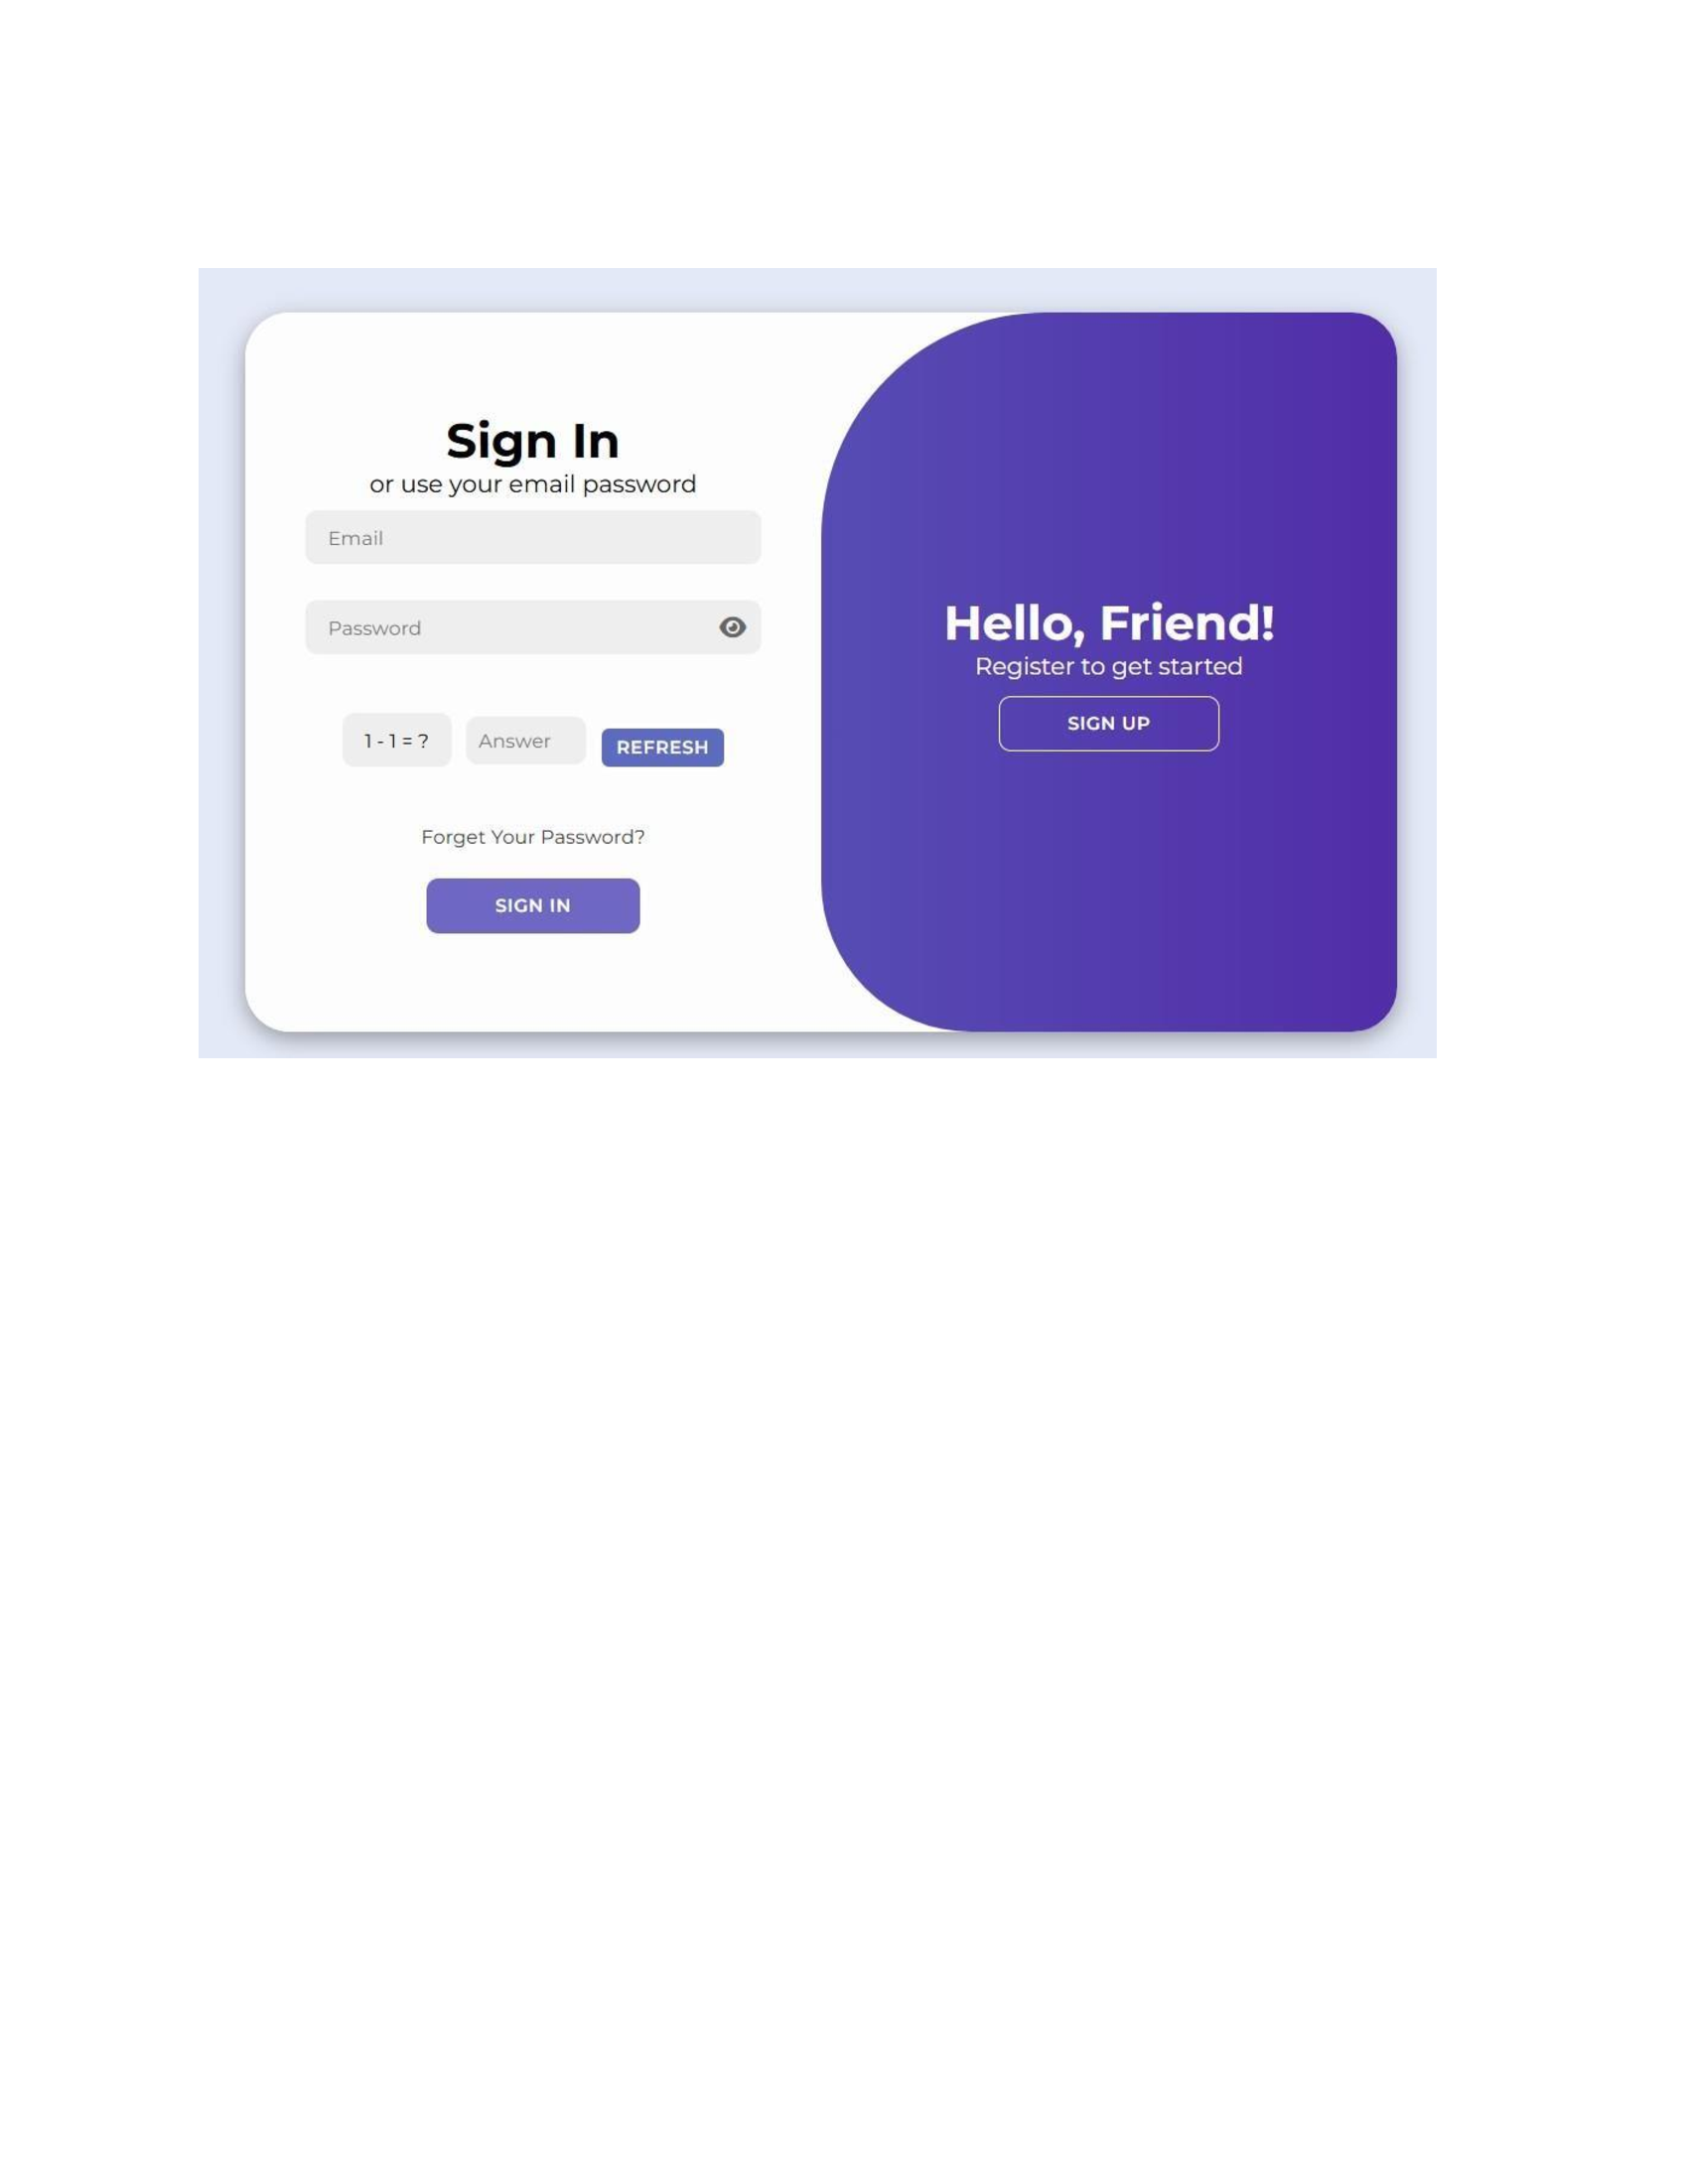 Sign In
or use your email password
Email
Password
1 - 1 = ?
Answer
REFRESH
Forget Your Password?
SIGN IN
Hello, Friend!
Register to get started
SIGN UP